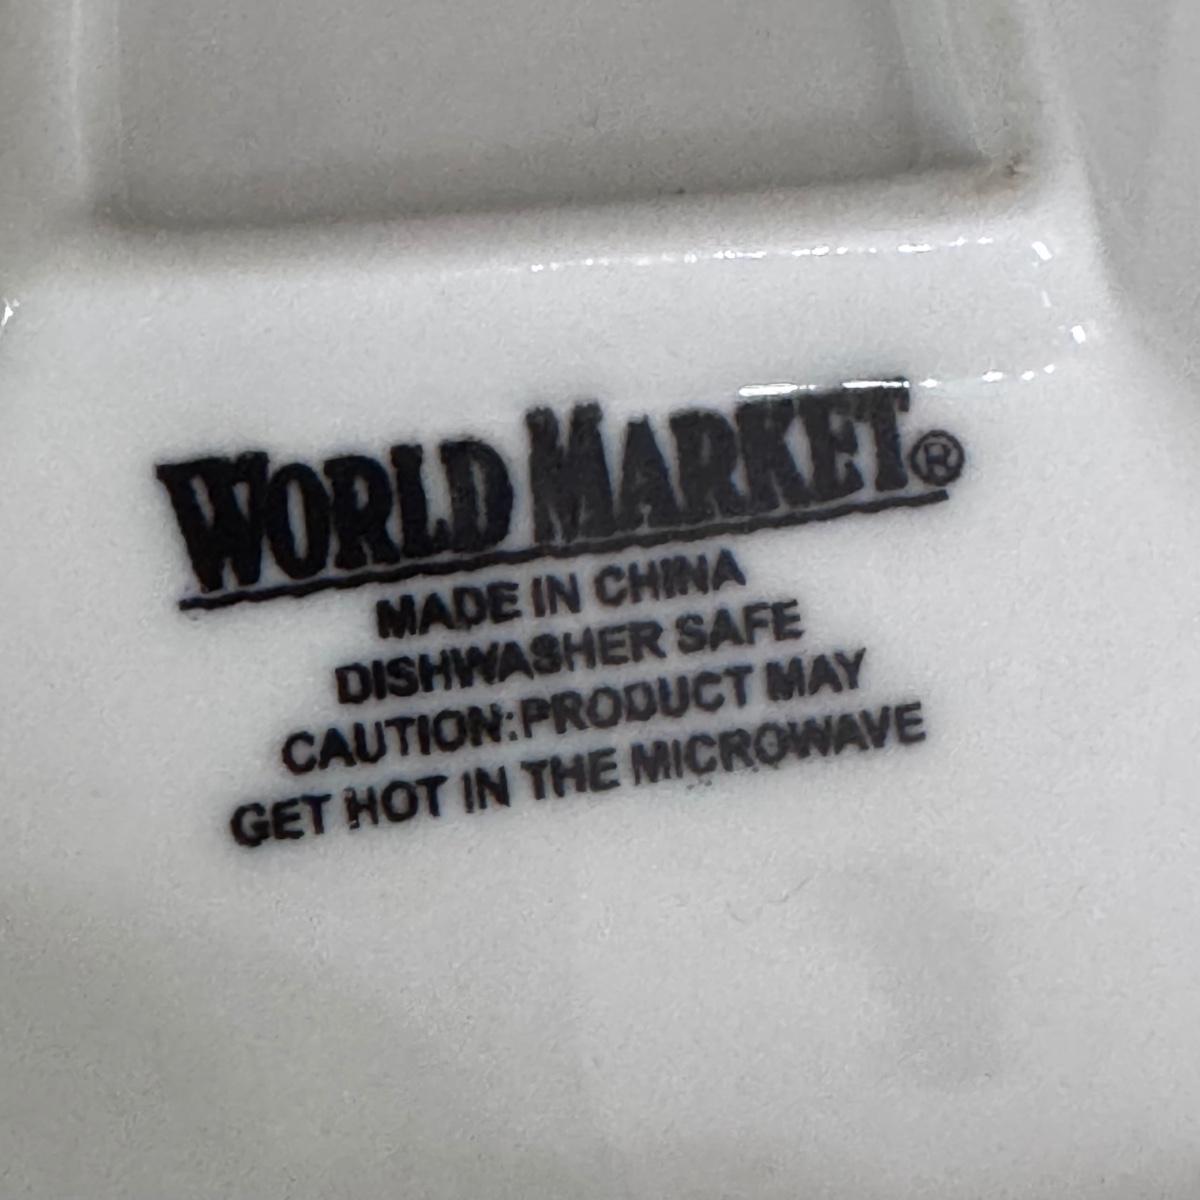 WORLD MARKET®
MADE IN CHINA
DISHWASHER SAFE
CAUTION:PRODUCT MAY
GET HOT IN THE MICROWAVE